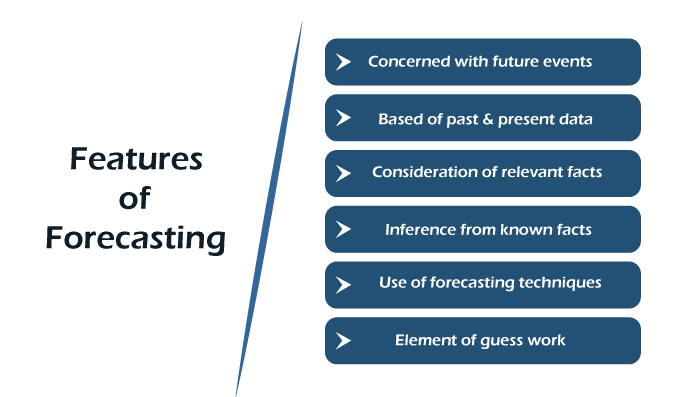 Features
of
Forecasting
Concerned with future events
Based of past & present data
Consideration of relevant facts
Inference from known facts
Use of forecasting techniques
Element of guess work